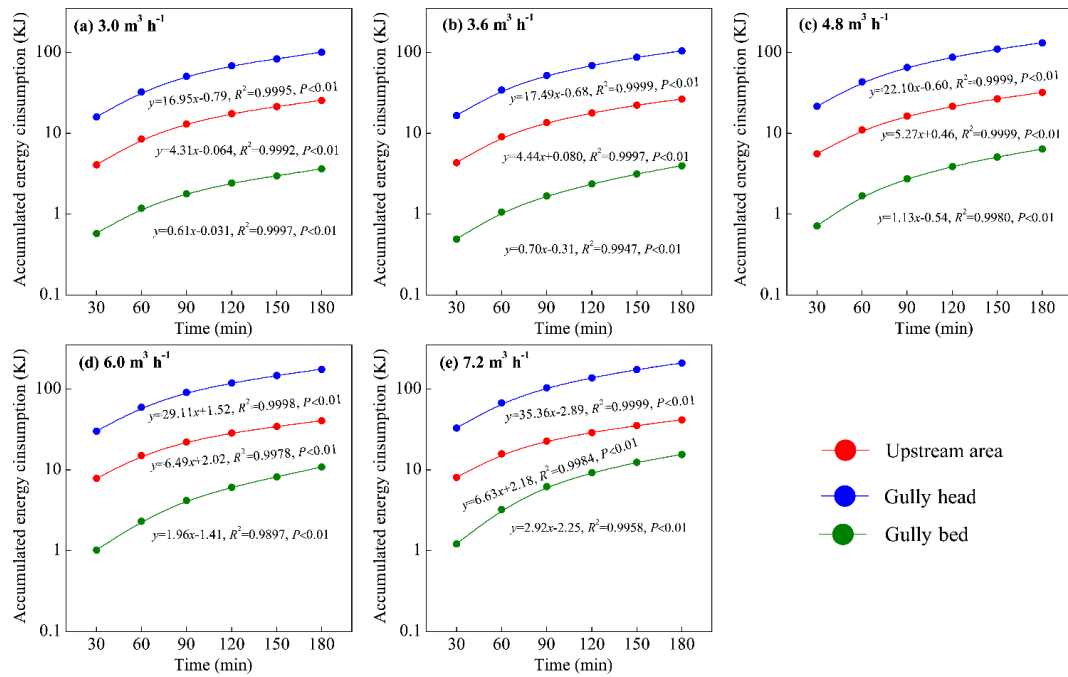 (a) 3.0 m³ h⁻¹
Accumulated energy cinsumption (KJ)
100
10
1
0.1
y=16.95x-0.79, R²=0.9995, P<0.01
y=4.31x-0.064, R²=0.9992, P<0.01
y=0.61x-0.031, R²=0.9997, P<0.01
30 60 90 120 150 180
Time (min)
(b) 3.6 m³ h⁻¹
Accumulated energy cinsumption (KJ)
100
10
1
0.1
y=17.49x-0.68, R²=0.9999, P<0.01
y=4.44x+0.080, R²=0.9997, P<0.01
y=0.70x-0.31, R²=0.9947, P<0.01
30 60 90 120 150 180
Time (min)
(c) 4.8 m³ h⁻¹
Accumulated energy cinsumption (KJ)
100
10
1
0.1
y=22.10x-0.60, R²=0.9999, P<0.01
y=5.27x+0.46, R²=0.9999, P<0.01
y=1.13x-0.54, R²=0.9980, P<0.01
30 60 90 120 150 180
Time (min)
(d) 6.0 m³ h⁻¹
Accumulated energy cinsumption (KJ)
100
10
1
0.1
y=29.11x+1.52, R²=0.9998, P<0.01
y=6.49x+2.02, R²=0.9978, P<0.01
y=1.96x-1.41, R²=0.9897, P<0.01
30 60 90 120 150 180
Time (min)
(e) 7.2 m³ h⁻¹
Accumulated energy cinsumption (KJ)
100
10
1
0.1
y=35.36x-2.89, R²=0.9999, P<0.01
y=6.63x+2.18, R²=0.9984, P<0.01
y=2.92x-2.25, R²=0.9958, P<0.01
30 60 90 120 150 180
Time (min)
Upstream area
Gully head
Gully bed